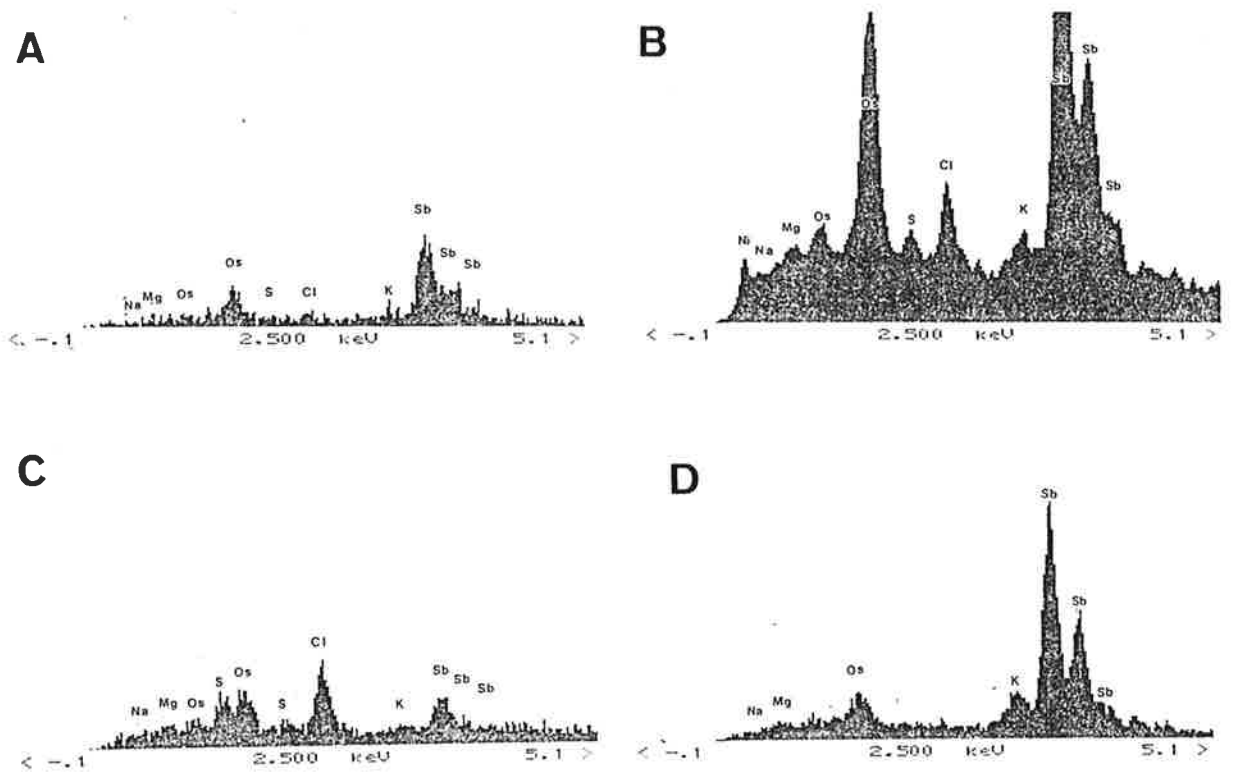 A
Sb
Sb
Sb
Os
Na
Mg
Os
S
Cl
K
< -.1 2.500 keV 5.1 >
B
Os
Sb
Sb
Cl
Sb
K
S
Os
Mg
Ni
Na
< -.1 2.500 keV 5.1 >
C
Cl
Os
S
Sb
Sb
Sb
Na
Mg
Os
S
K
< -.1 2.500 keV 5.1 >
D
Sb
Sb
Os
K
Sb
Na
Mg
< -.1 2.500 keV 5.1 >